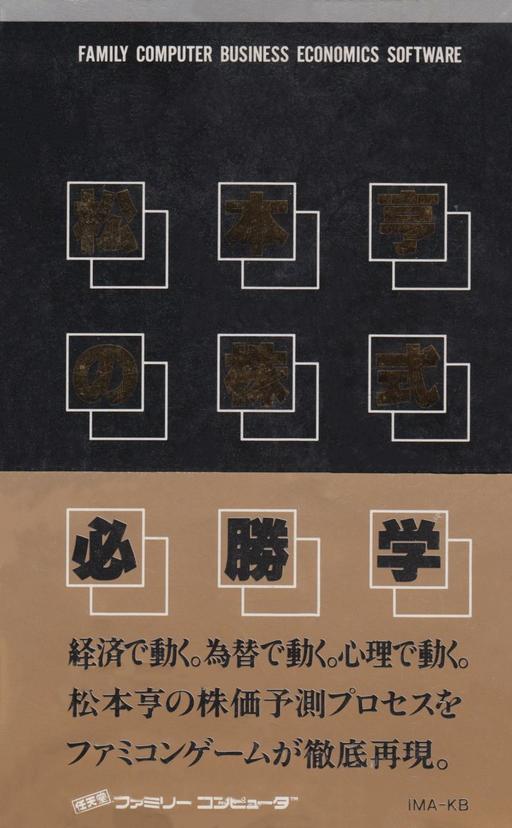 FAMILY COMPUTER BUSINESS ECONOMICS SOFTWARE
松本亨
の株式
必勝学
経済で動く。為替で動く。心理で動く。
松本亨の株価予測プロセスを
ファミコンゲームが徹底再現。
任天堂 ファミリーコンピュータ™ IMA-KB